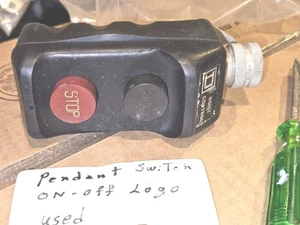 STOP
Pendant Switch
ON-OFF Logo
used